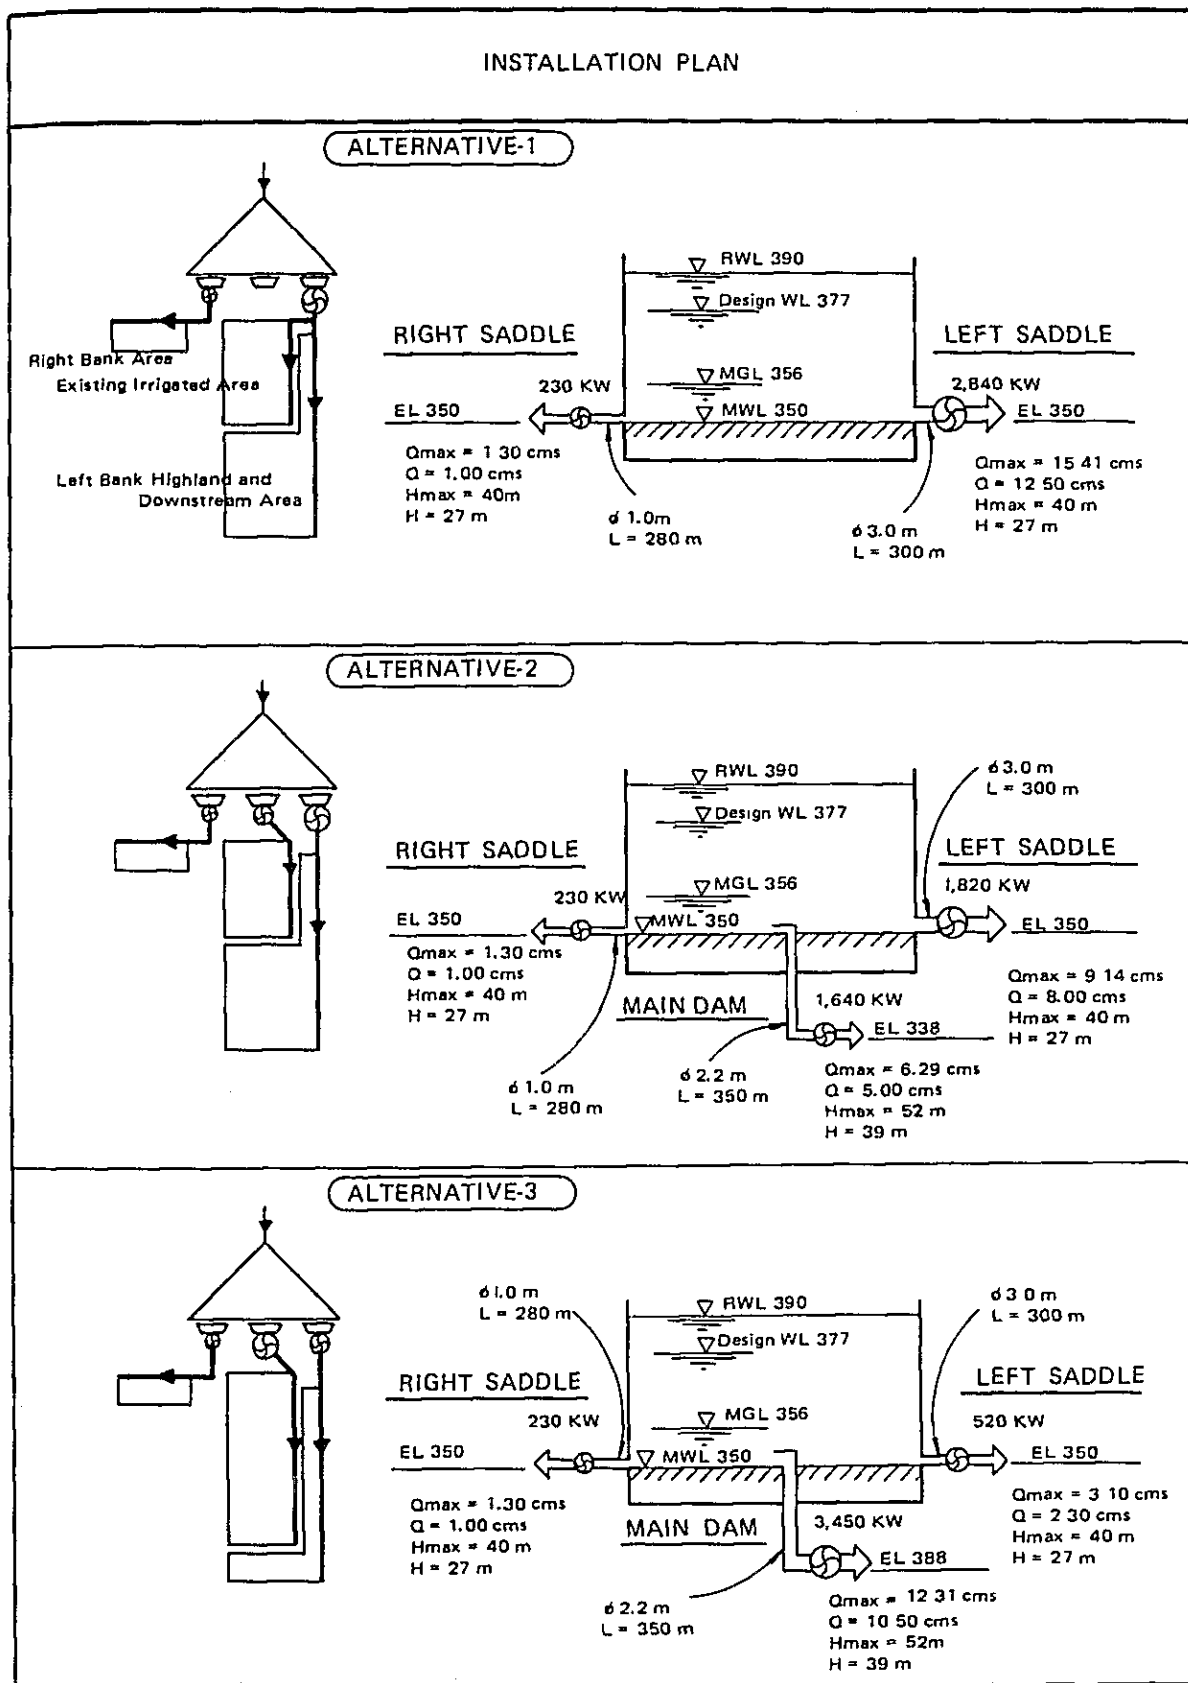 INSTALLATION PLAN
ALTERNATIVE-1
Right Bank Area
Existing Irrigated Area
Left Bank Highland and
Downstream Area
RWL 390
Design WL 377
MGL 356
MWL 350
RIGHT SADDLE
230 KW
EL 350
Qmax = 1 30 cms
Q = 1.00 cms
Hmax = 40m
H = 27 m
ø 1.0m
L = 280 m
LEFT SADDLE
2,840 KW
EL 350
Qmax = 15 41 cms
Q = 12 50 cms
Hmax = 40 m
H = 27 m
ø 3.0 m
L = 300 m
ALTERNATIVE-2
RWL 390
Design WL 377
MGL 356
MWL 350
RIGHT SADDLE
230 KW
EL 350
Qmax = 1.30 cms
Q = 1.00 cms
Hmax = 40 m
H = 27 m
ø 1.0 m
L = 280 m
MAIN DAM
1,640 KW
EL 338
ø 2.2 m
L = 350 m
Qmax = 6.29 cms
Q = 5.00 cms
Hmax = 52 m
H = 39 m
ø 3.0 m
L = 300 m
LEFT SADDLE
1,820 KW
EL 350
Qmax = 9 14 cms
Q = 8.00 cms
Hmax = 40 m
H = 27 m
ALTERNATIVE-3
ø 1.0 m
L = 280 m
RWL 390
Design WL 377
MGL 356
MWL 350
RIGHT SADDLE
230 KW
EL 350
Qmax = 1.30 cms
Q = 1.00 cms
Hmax = 40 m
H = 27 m
MAIN DAM
3,450 KW
EL 388
ø 2.2 m
L = 350 m
Qmax = 12 31 cms
Q = 10 50 cms
Hmax = 52m
H = 39 m
ø 3 0 m
L = 300 m
LEFT SADDLE
520 KW
EL 350
Qmax = 3 10 cms
Q = 2 30 cms
Hmax = 40 m
H = 27 m